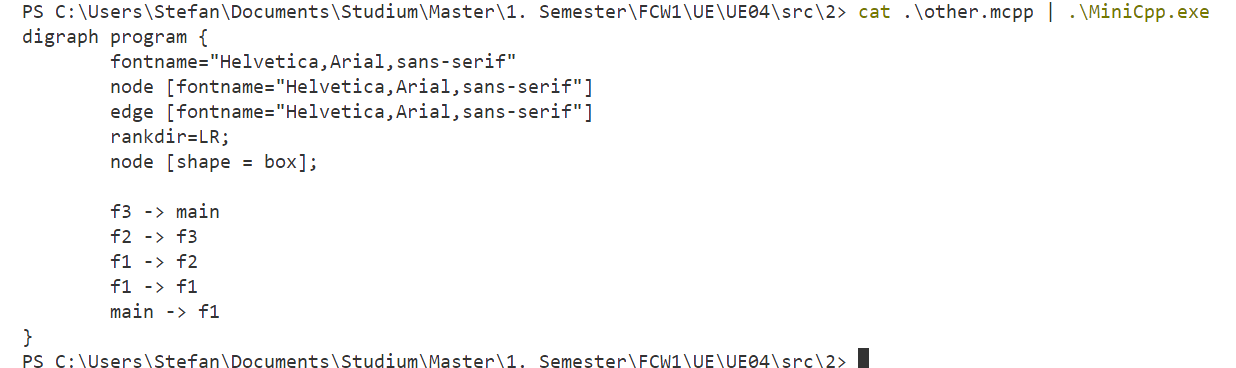 PS C:\Users\Stefan\Documents\Studium\Master\1. Semester\FCW1\UE\UE04\src\2> cat .\other.mcpp | .\MiniCpp.exe
digraph program {
        fontname="Helvetica,Arial,sans-serif"
        node [fontname="Helvetica,Arial,sans-serif"]
        edge [fontname="Helvetica,Arial,sans-serif"]
        rankdir=LR;
        node [shape = box];

        f3 -> main
        f2 -> f3
        f1 -> f2
        f1 -> f1
        main -> f1
}
PS C:\Users\Stefan\Documents\Studium\Master\1. Semester\FCW1\UE\UE04\src\2>